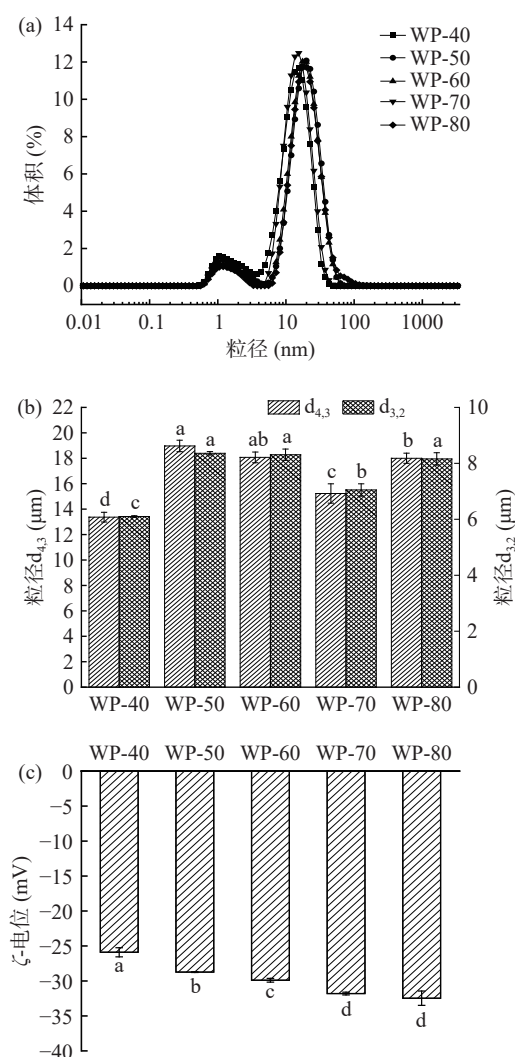 (a)
14
12
10
8
6
4
2
0
体积 (%)
0.01 0.1 1 10 100 1000
粒径 (nm)
WP-40
WP-50
WP-60
WP-70
WP-80
(b)
22
20
18
16
14
12
10
8
6
4
2
0
粒径d4,3 (μm)
d4,3 d3,2
d c a a ab a c b b a
10
8
6
4
2
0
粒径d3,2 (μm)
WP-40 WP-50 WP-60 WP-70 WP-80
WP-40 WP-50 WP-60 WP-70 WP-80
(c)
0
−5
−10
−15
−20
−25
−30
−35
−40
ζ-电位 (mV)
a b c d d